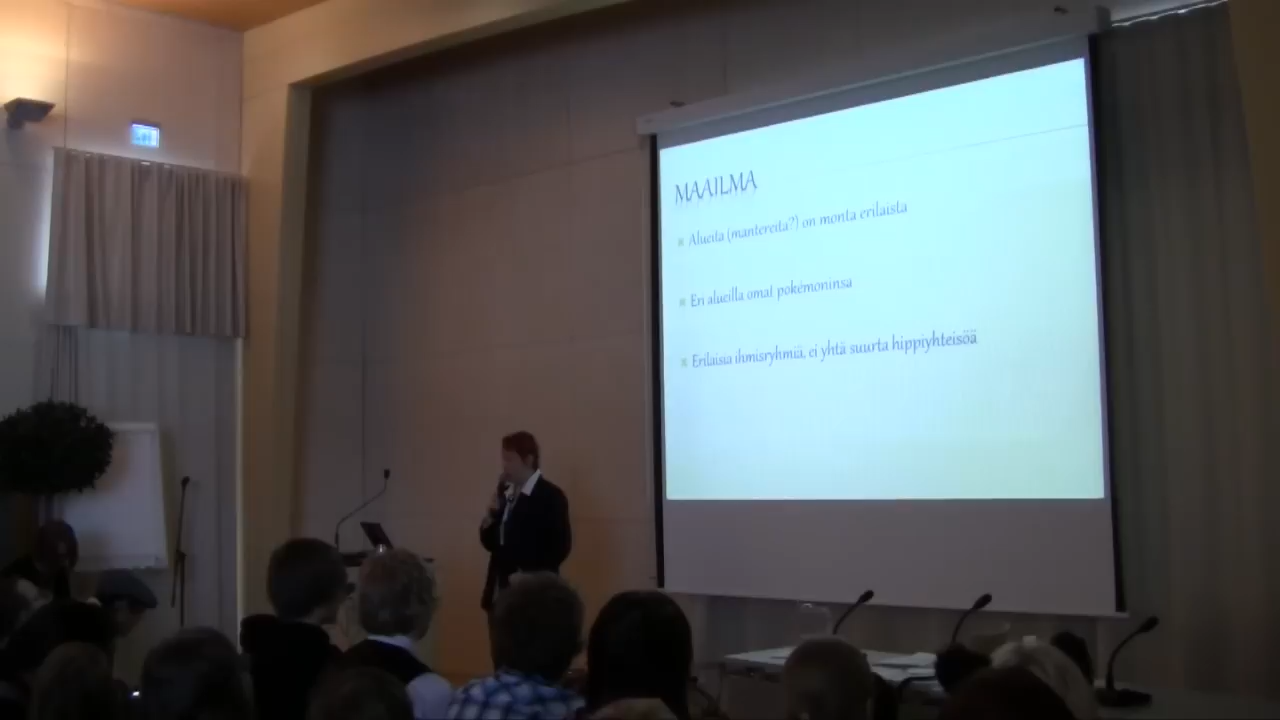 MAAILMA
Alueita (mantereita?) on monta erilaista
Eri alueilla omat pokémoninsa
Erilaisia ihmisryhmiä, ei yhtä suurta hippiyhteisöä